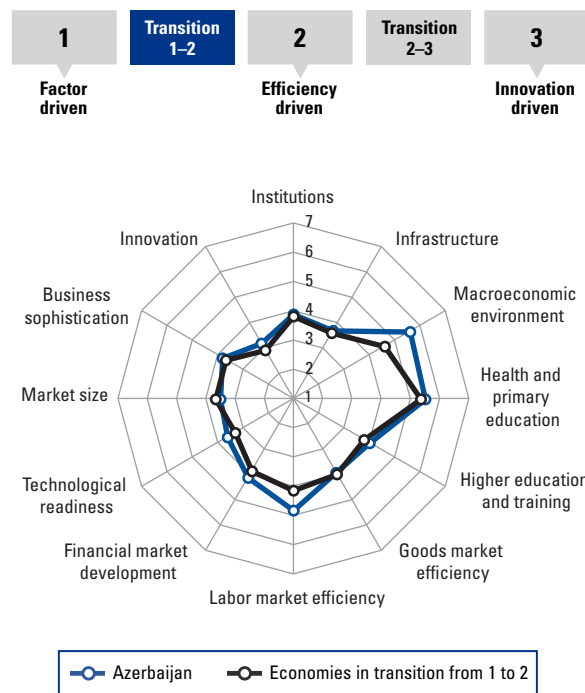 1
Transition
1–2
2
Transition
2–3
3
Factor
driven
Efficiency
driven
Innovation
driven
Institutions
7
Innovation
Infrastructure
6
5
Business
sophistication
Macroeconomic
environment
4
3
2
Market size
1
Health and
primary
education
Technological
readiness
Higher education
and training
Financial market
development
Goods market
efficiency
Labor market efficiency
Azerbaijan
Economies in transition from 1 to 2